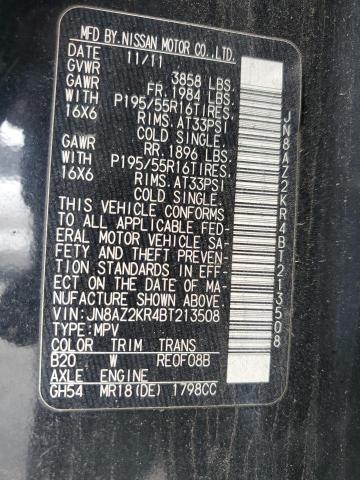 MFD BY. NISSAN MOTOR CO., LTD.
DATE 11/11
GVWR 3858 LBS.
GAWR FR. 1984 LBS.
WITH P195/55R16TIRES,
16X6 RIMS. AT33PSI
COLD SINGLE.
GAWR RR. 1896 LBS.
WITH P195/55R16TIRES,
16X6 RIMS. AT33PSI
COLD SINGLE.
THIS VEHICLE CONFORMS
TO ALL APPLICABLE FED-
ERAL MOTOR VEHICLE SA-
FETY AND THEFT PREVEN-
TION STANDARDS IN EFF-
ECT ON THE DATE OF MA-
NUFACTURE SHOWN ABOVE.
VIN:JN8AZ2KR4BT213508
TYPE:MPV
COLOR TRIM TRANS
B20 W RE0F08B
AXLE ENGINE
GH54 MR18(DE) 1798CC
JN8AZ2KR4BT213508